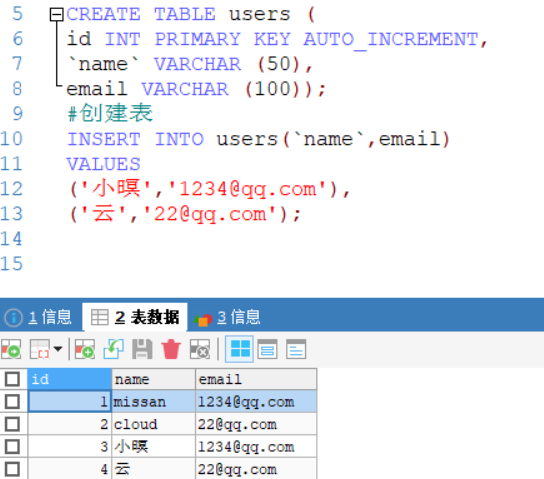 5 CREATE TABLE users (
6 id INT PRIMARY KEY AUTO_INCREMENT,
7 `name` VARCHAR (50),
8 email VARCHAR (100));
9 #创建表
10 INSERT INTO users(`name`,email)
11 VALUES
12 ('小暝','1234@qq.com'),
13 ('云','22@qq.com');
14
15
1 信息 2 表数据 3 信息
id name email
1 missan 1234@qq.com
2 cloud 22@qq.com
3 小暝 1234@qq.com
4 云 22@qq.com